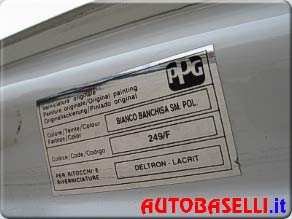 Verniciatura originale
Peinture originale/Original painting
Originallackierung/Pintado original
PPG
Colore/Teinte/Colour
Farbton/Color
BIANCO BANCHSA SM. POL.
Codice/Code/Codigo
249/F
PER RITOCCHI E
RIVERNICIATURE
DELTRON - LACRIT
AUTOBASELLI.it